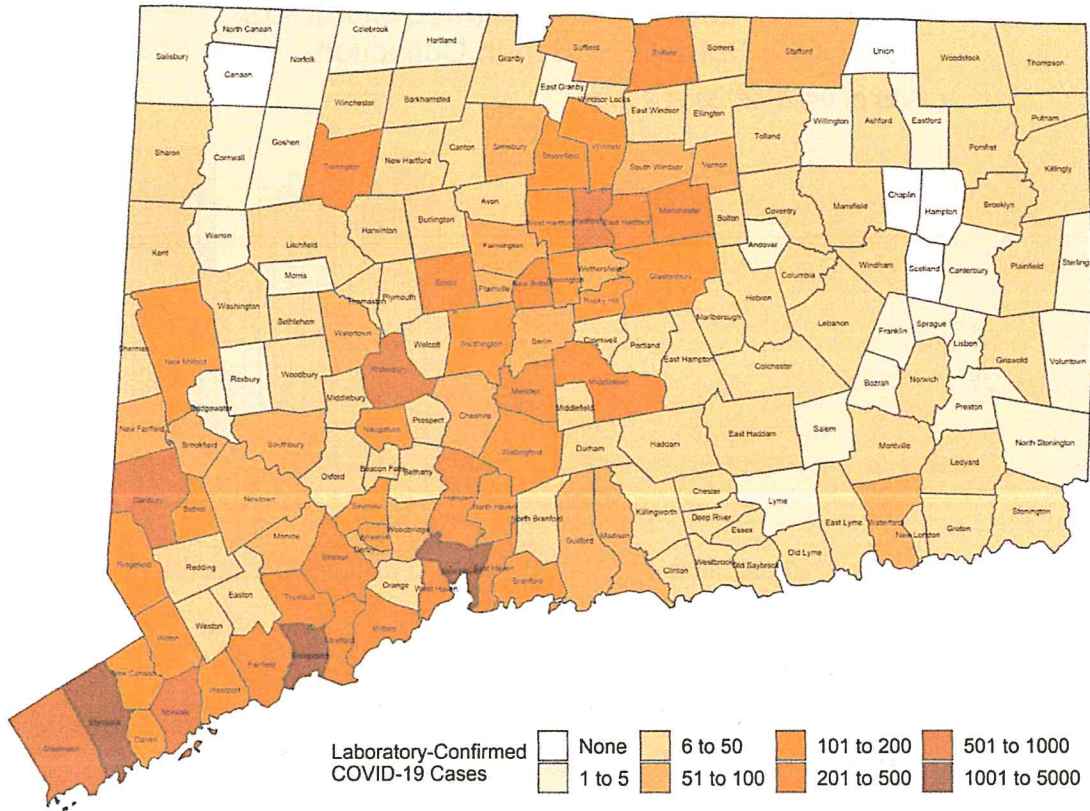 North Canaan
Colebrook
Hartland
Salisbury
Norfolk
Canaan
Suffield
Enfield
Somers
Stafford
Union
Woodstock
Thompson
Granby
East Granby
Windsor Locks
Winchester
Barkhamsted
East Windsor
Ellington
Willington
Ashford
Eastford
Putnam
Sharon
Cornwall
Goshen
Torrington
New Hartford
Canton
Simsbury
Bloomfield
Windsor
South Windsor
Vernon
Tolland
Pomfret
Killingly
Avon
Burlington
Harwinton
West Hartford
Hartford
East Hartford
Manchester
Bolton
Coventry
Mansfield
Chaplin
Hampton
Brooklyn
Kent
Warren
Litchfield
Morris
Andover
Farmington
Bristol
Plainville
New Britain
Newington
Wethersfield
Glastonbury
Rocky Hill
Columbia
Windham
Scotland
Canterbury
Plainfield
Sterling
Washington
Bethlehem
Thomaston
Plymouth
Watertown
Wolcott
Southington
Berlin
Cromwell
Portland
Marlborough
Hebron
Lebanon
Franklin
Sprague
Lisbon
Griswold
Voluntown
Sherman
New Milford
Roxbury
Woodbury
Waterbury
East Hampton
Colchester
Bozrah
Norwich
Preston
Bridgewater
Middlebury
Naugatuck
Prospect
Cheshire
Meriden
Middletown
Middlefield
New Fairfield
Brookfield
Southbury
Oxford
Beacon Falls
Bethany
Wallingford
Durham
Haddam
East Haddam
Salem
Montville
Ledyard
North Stonington
Danbury
Bethel
Newtown
Monroe
Seymour
Ansonia
Derby
Woodbridge
Hamden
North Haven
North Branford
Guilford
Madison
Killingworth
Chester
Deep River
Essex
Lyme
East Lyme
Waterford
New London
Groton
Stonington
Ridgefield
Redding
Easton
Shelton
Orange
New Haven
East Haven
West Haven
Branford
Clinton
Westbrook
Old Saybrook
Old Lyme
Weston
Trumbull
Wilton
Stratford
Milford
New Canaan
Fairfield
Bridgeport
Westport
Norwalk
Darien
Stamford
Greenwich
Laboratory-Confirmed
COVID-19 Cases
None
6 to 50
101 to 200
501 to 1000
1 to 5
51 to 100
201 to 500
1001 to 5000